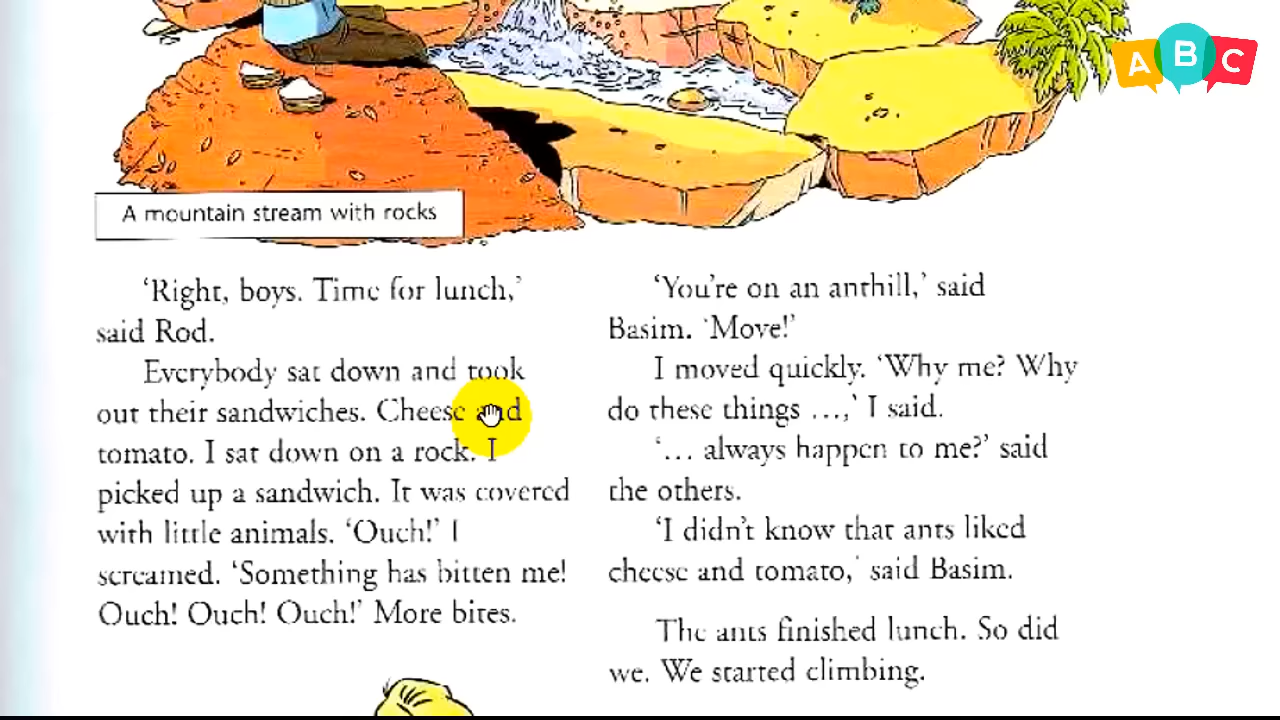 ABC
A mountain stream with rocks
‘Right, boys. Time for lunch,’
said Rod.
Everybody sat down and took
out their sandwiches. Cheese and
tomato. I sat down on a rock. I
picked up a sandwich. It was covered
with little animals. ‘Ouch!’ I
screamed. ‘Something has bitten me!
Ouch! Ouch! Ouch!’ More bites.
‘You’re on an anthill,’ said
Basim. ‘Move!’
I moved quickly. ‘Why me? Why
do these things …,’ I said.
‘… always happen to me?’ said
the others.
‘I didn’t know that ants liked
cheese and tomato,’ said Basim.
The ants finished lunch. So did
we. We started climbing.